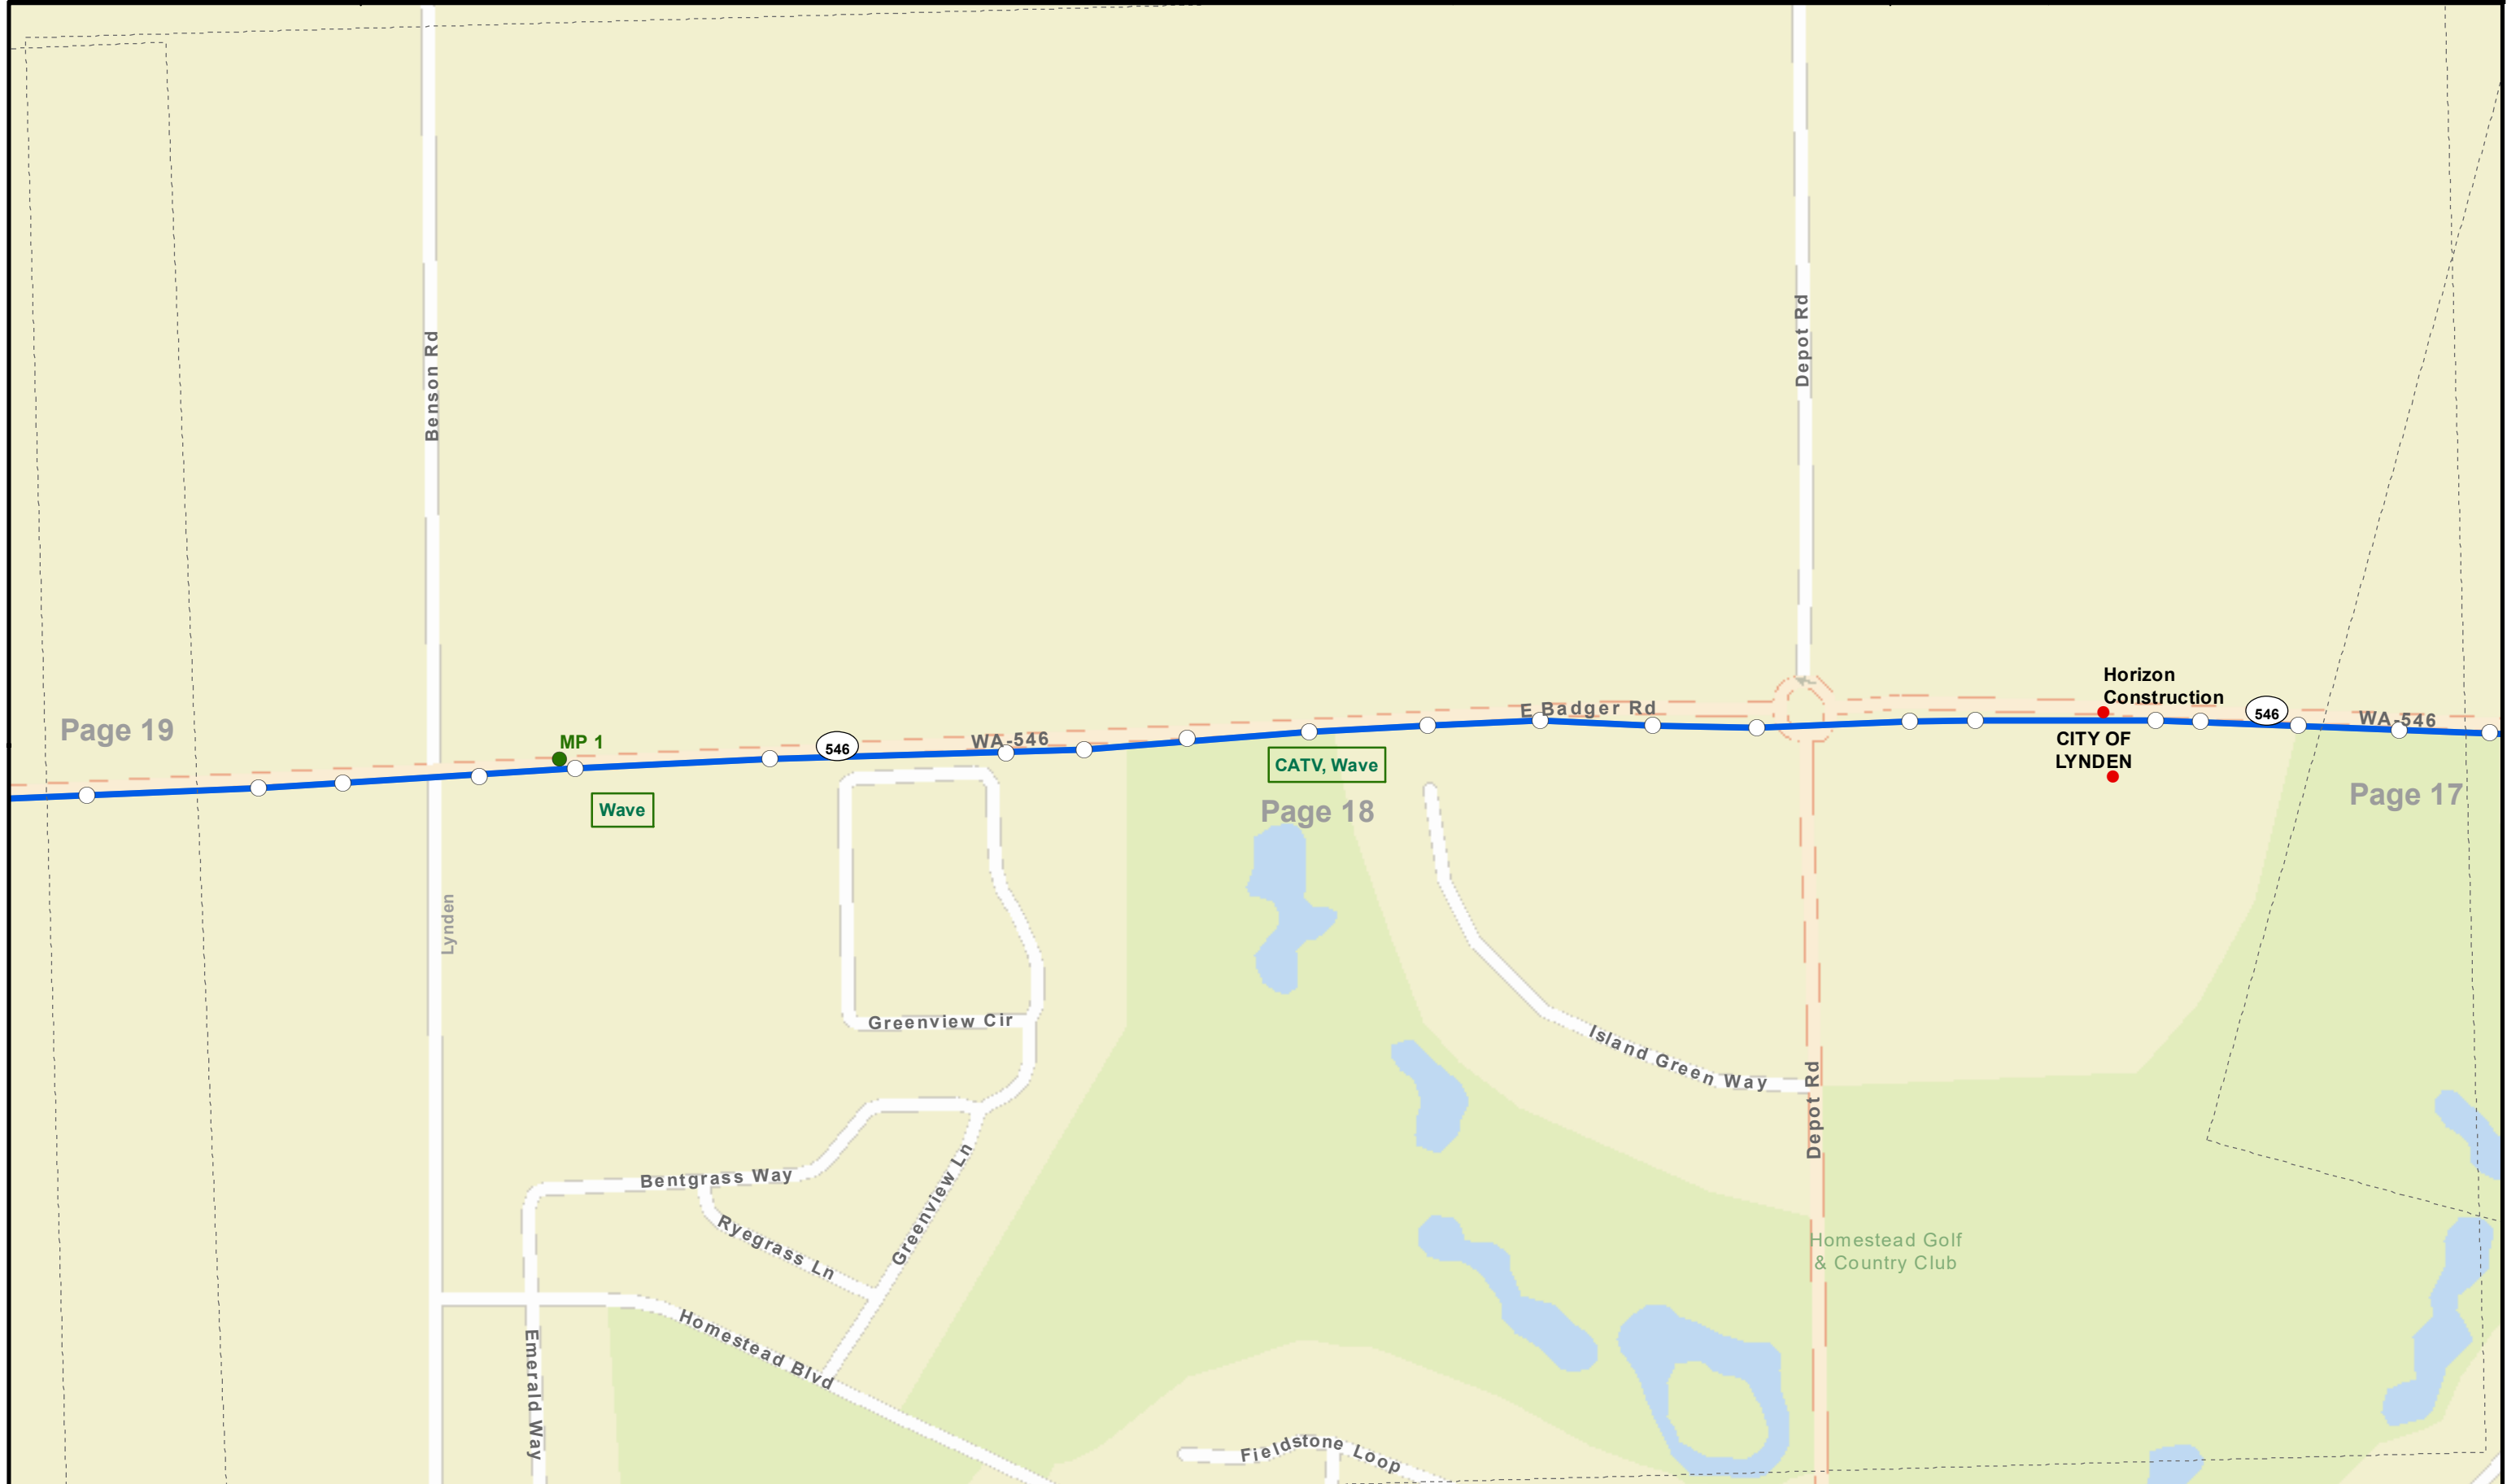 Benson Rd
Depot Rd
Horizon
Construction
546
WA-546
E Badger Rd
Page 19
MP 1
546
WA-546
CITY OF
LYNDEN
CATV, Wave
Page 17
Wave
Page 18
Lynden
Greenview Cir
Island Green Way
Depot Rd
Bentgrass Way
Greenview Ln
Ryegrass Ln
Homestead Golf
& Country Club
Homestead Blvd
Emerald Way
Fieldstone Loop